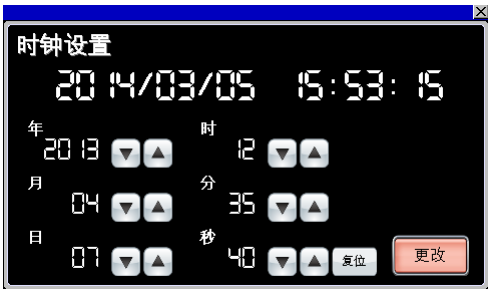 时钟设置
2014/03/05 15:53:15
年 时
2013 12
月 分
04 35
日 秒
07 40 复位 更改